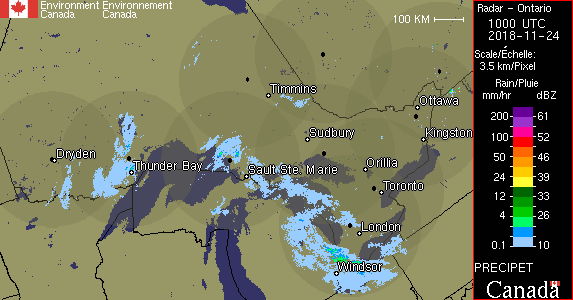 Environment Environnement
Canada Canada
100 KM
Timmins
Ottawa
Sudbury
Kingston
Dryden
Thunder Bay
Sault Ste. Marie
Orillia
Toronto
London
Windsor
Radar - Ontario
1000 UTC
2018-11-24
Scale/Échelle:
3.5 km/Pixel
Rain/Pluie
mm/hr dBZ
200 61
100 52
50 46
24 39
12 33
4 26
0.1 10
PRECIPET
Canada